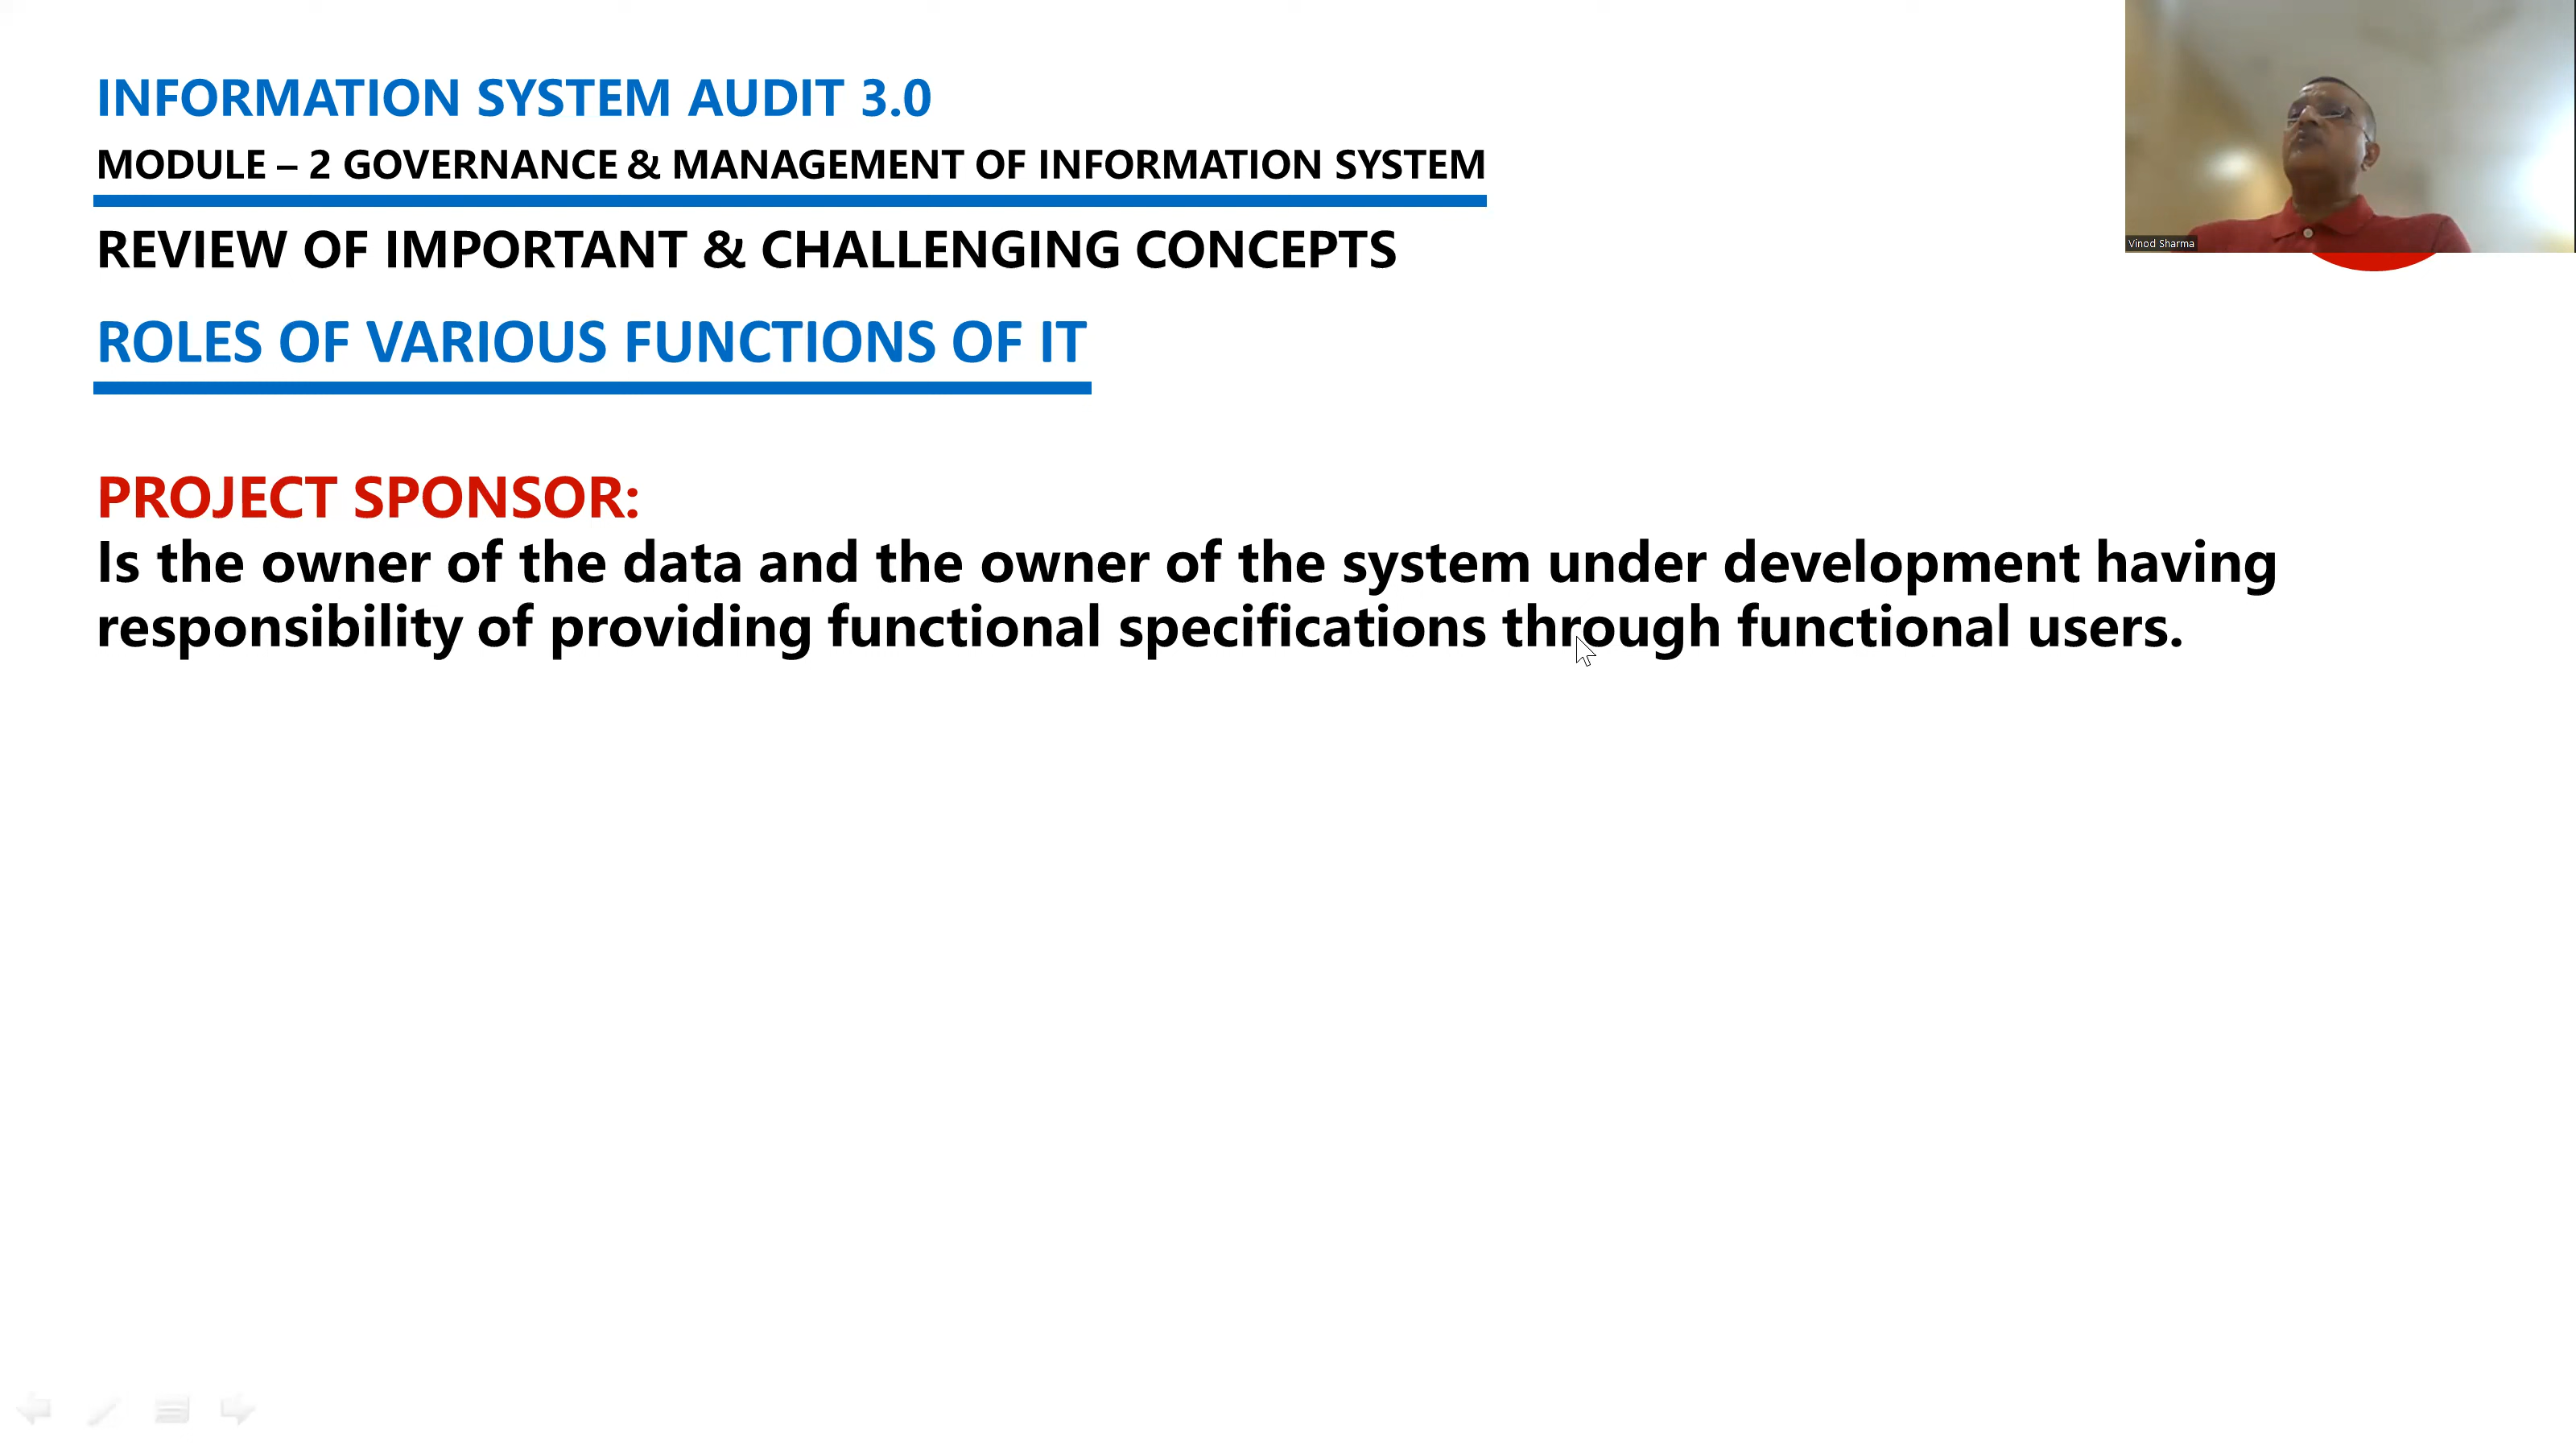 INFORMATION SYSTEM AUDIT 3.0
MODULE – 2 GOVERNANCE & MANAGEMENT OF INFORMATION SYSTEM
REVIEW OF IMPORTANT & CHALLENGING CONCEPTS
ROLES OF VARIOUS FUNCTIONS OF IT
PROJECT SPONSOR:
Is the owner of the data and the owner of the system under development having
responsibility of providing functional specifications through functional users.
Vinod Sharma